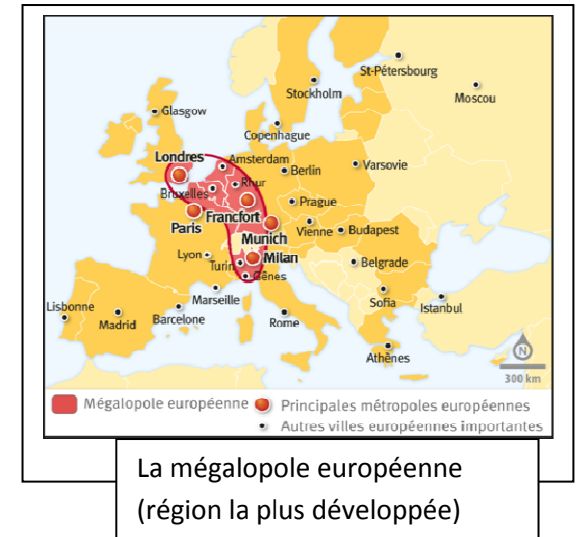 St-Pétersbourg
Stockholm
Moscou
Glasgow
Copenhague
Londres
Amsterdam
Berlin
Varsovie
Rhur
Bruxelles
Prague
Francfort
Paris
Vienne
Budapest
Munich
Lyon
Milan
Turin
Belgrade
Gênes
Marseille
Sofia
Istanbul
Lisbonne
Madrid
Barcelone
Rome
Athènes
N
300 km
Mégalopole européenne
Principales métropoles européennes
Autres villes européennes importantes
La mégalopole européenne
(région la plus développée)